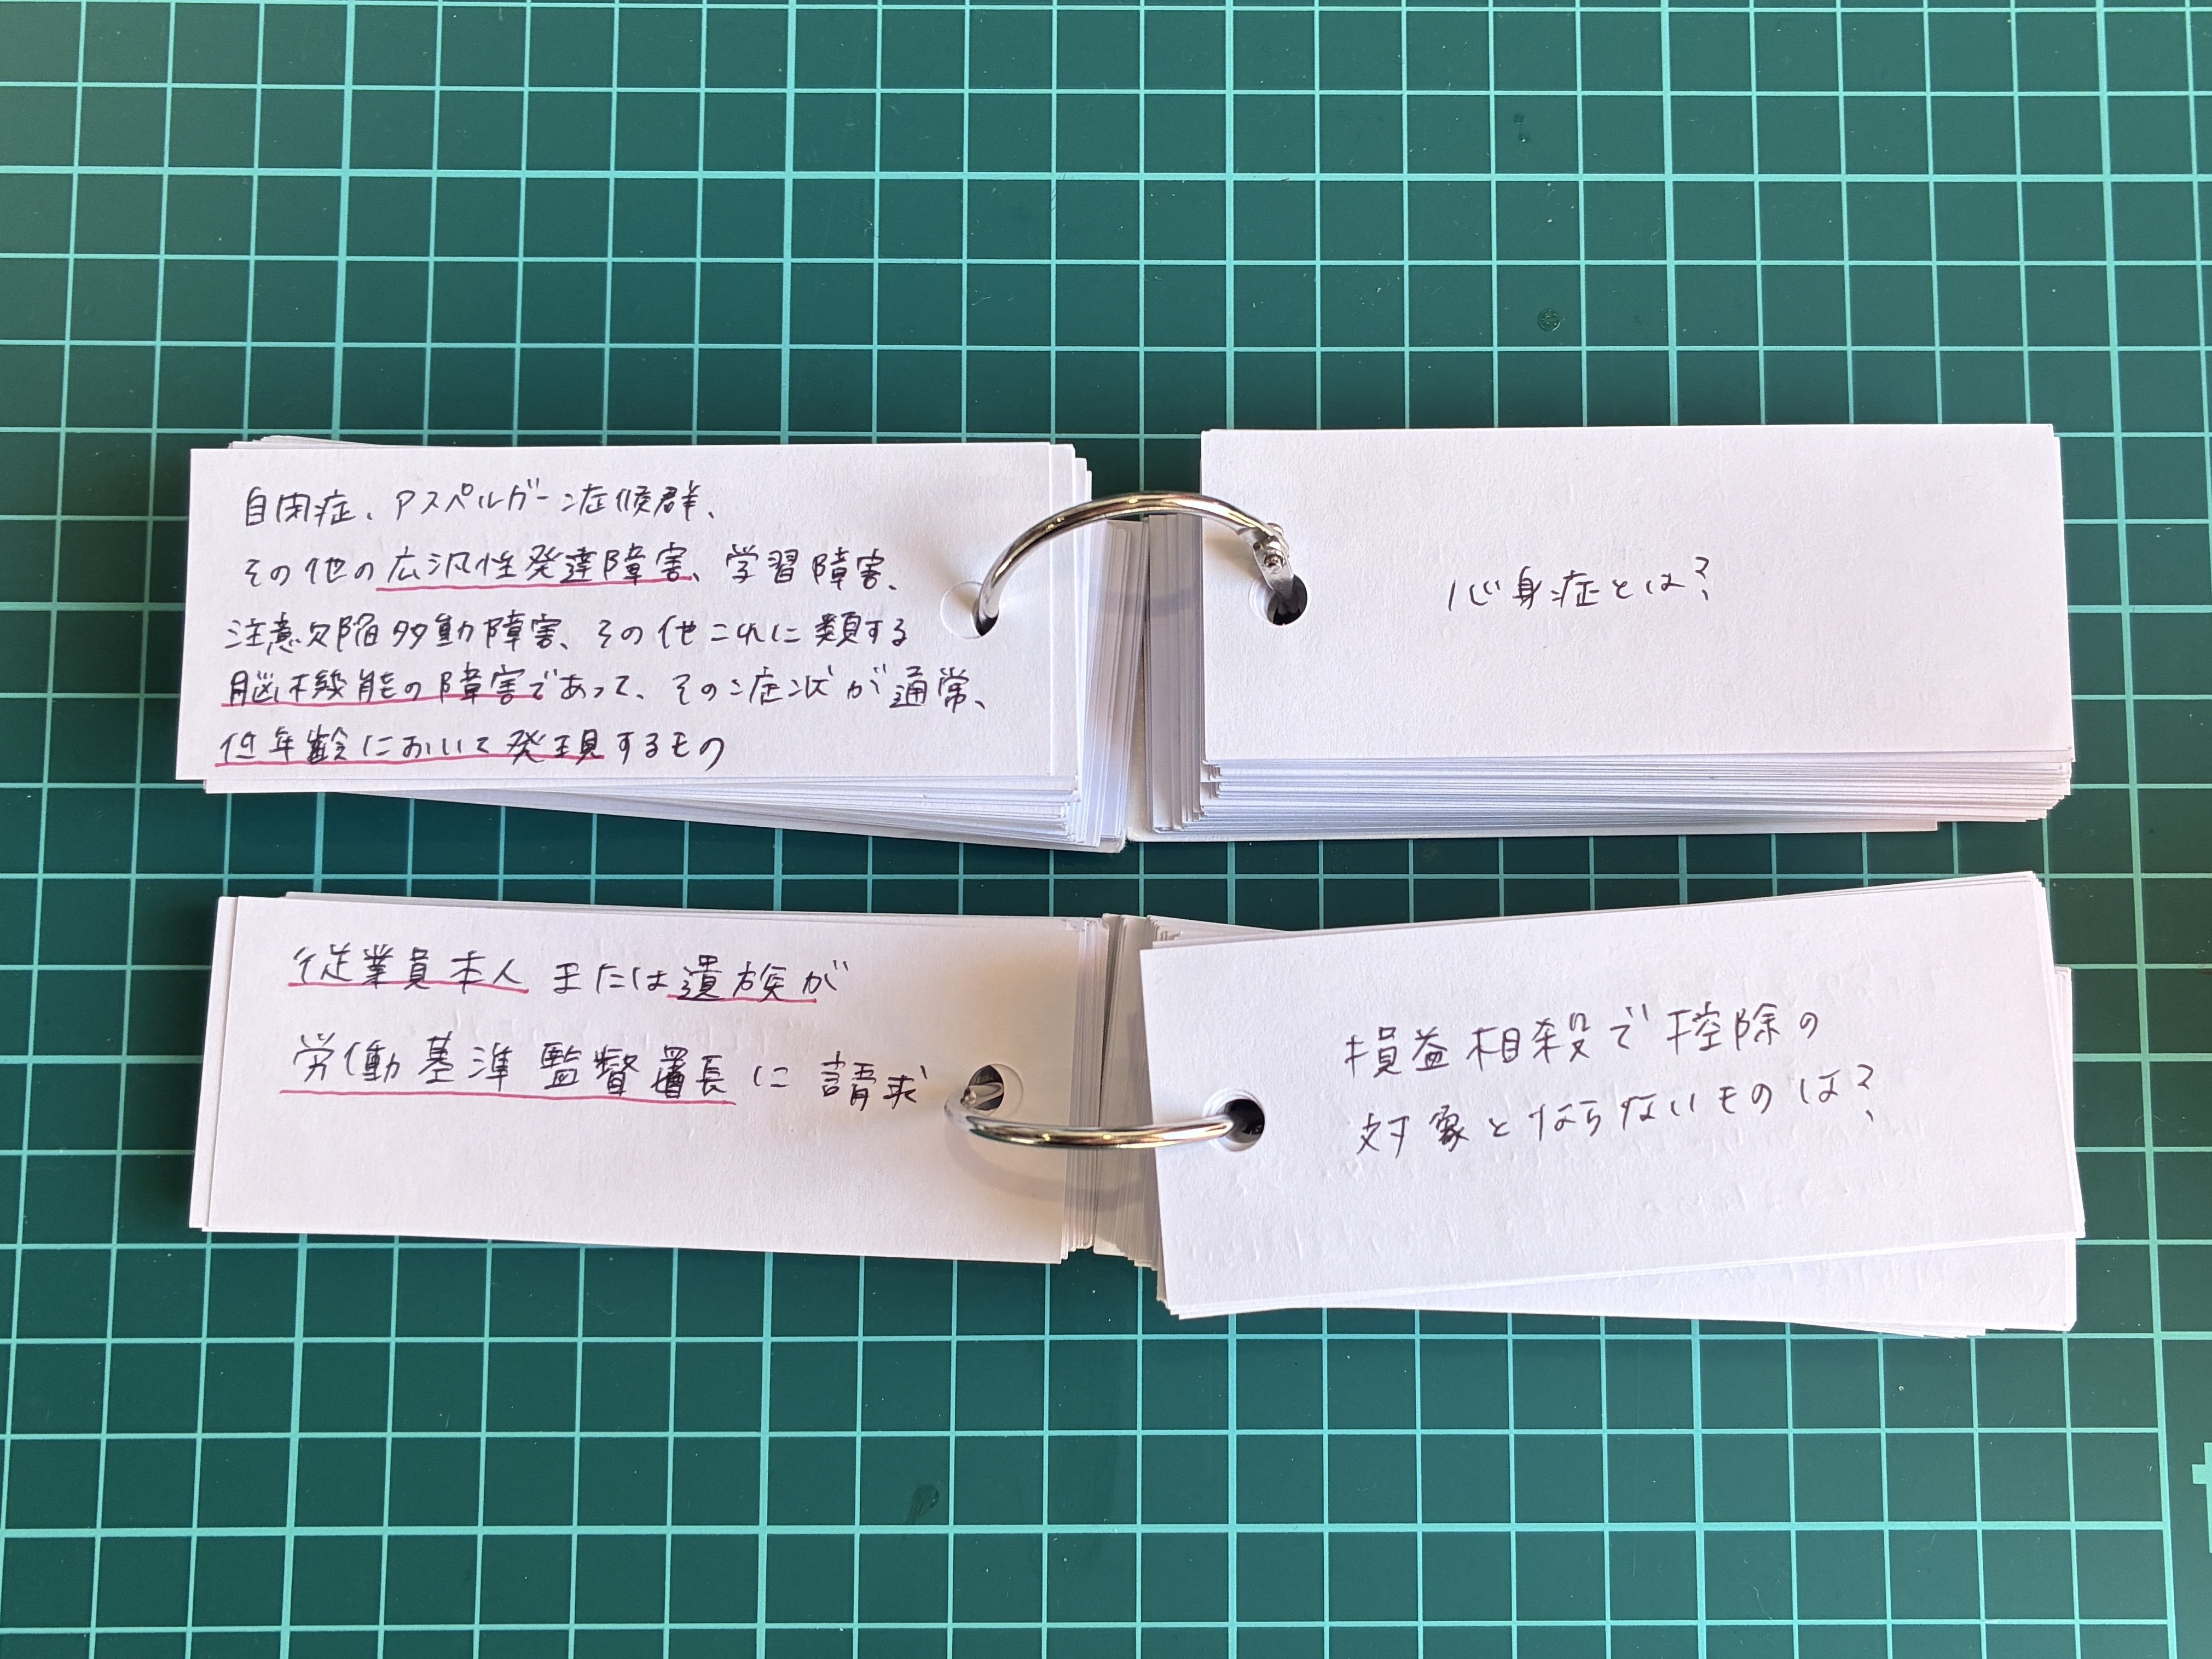 自閉症、アスペルガー症候群、
その他の広汎性発達障害、学習障害、
注意欠陥多動障害、その他これに類する
脳機能の障害であって、その症状が通常、
低年齢において発現するもの
心身症とは?
従業員本人または遺族が
労働基準監督署長に請求
損益相殺で控除の
対象とならないものは?